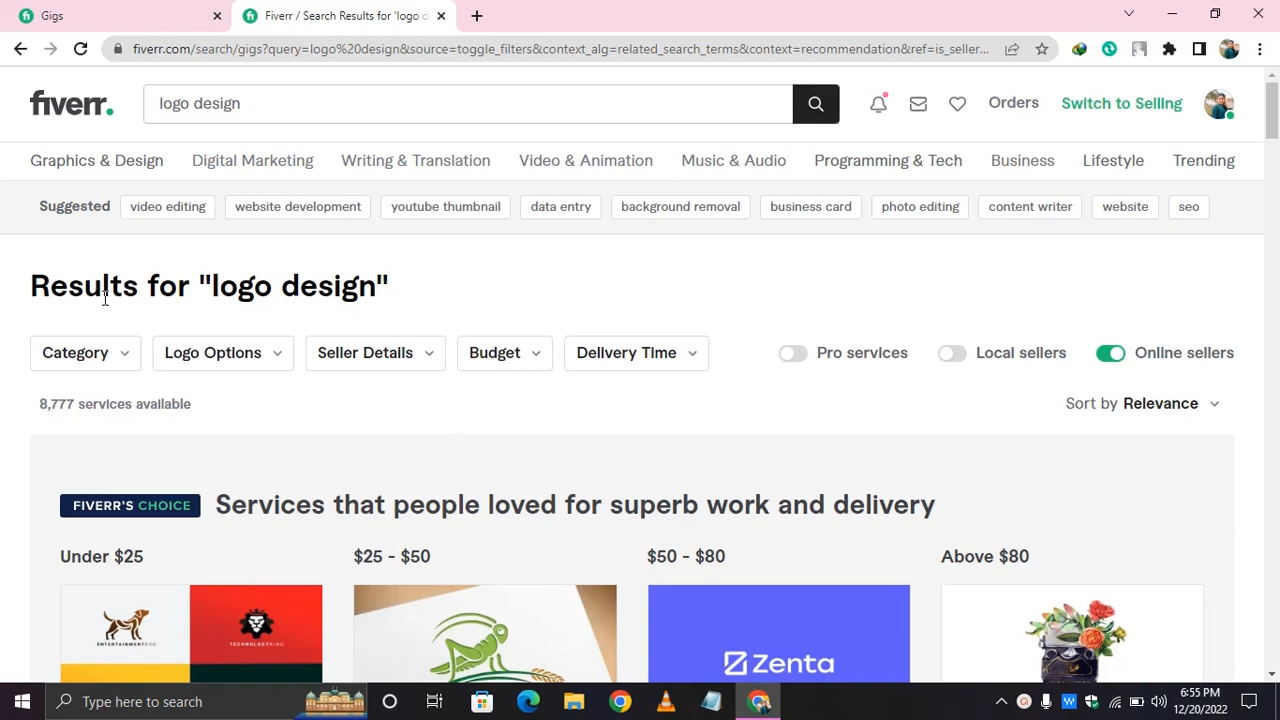 Gigs
Fiverr / Search Results for 'logo d
fiverr.com/search/gigs?query=logo%20design&source=toggle_filters&context_alg=related_search_terms&context=recommendation&ref=is_seller...
fiverr.
logo design
Orders
Switch to Selling
Graphics & Design
Digital Marketing
Writing & Translation
Video & Animation
Music & Audio
Programming & Tech
Business
Lifestyle
Trending
Suggested
video editing
website development
youtube thumbnail
data entry
background removal
business card
photo editing
content writer
website
seo
Results for "logo design"
Category
Logo Options
Seller Details
Budget
Delivery Time
Pro services
Local sellers
Online sellers
8,777 services available
Sort by Relevance
FIVERR'S CHOICE
Services that people loved for superb work and delivery
Under $25
$25 - $50
$50 - $80
Above $80
ENTERTAINMENTDOG
TECHNOLOGYKING
Zenta
Type here to search
6:55 PM
12/20/2022